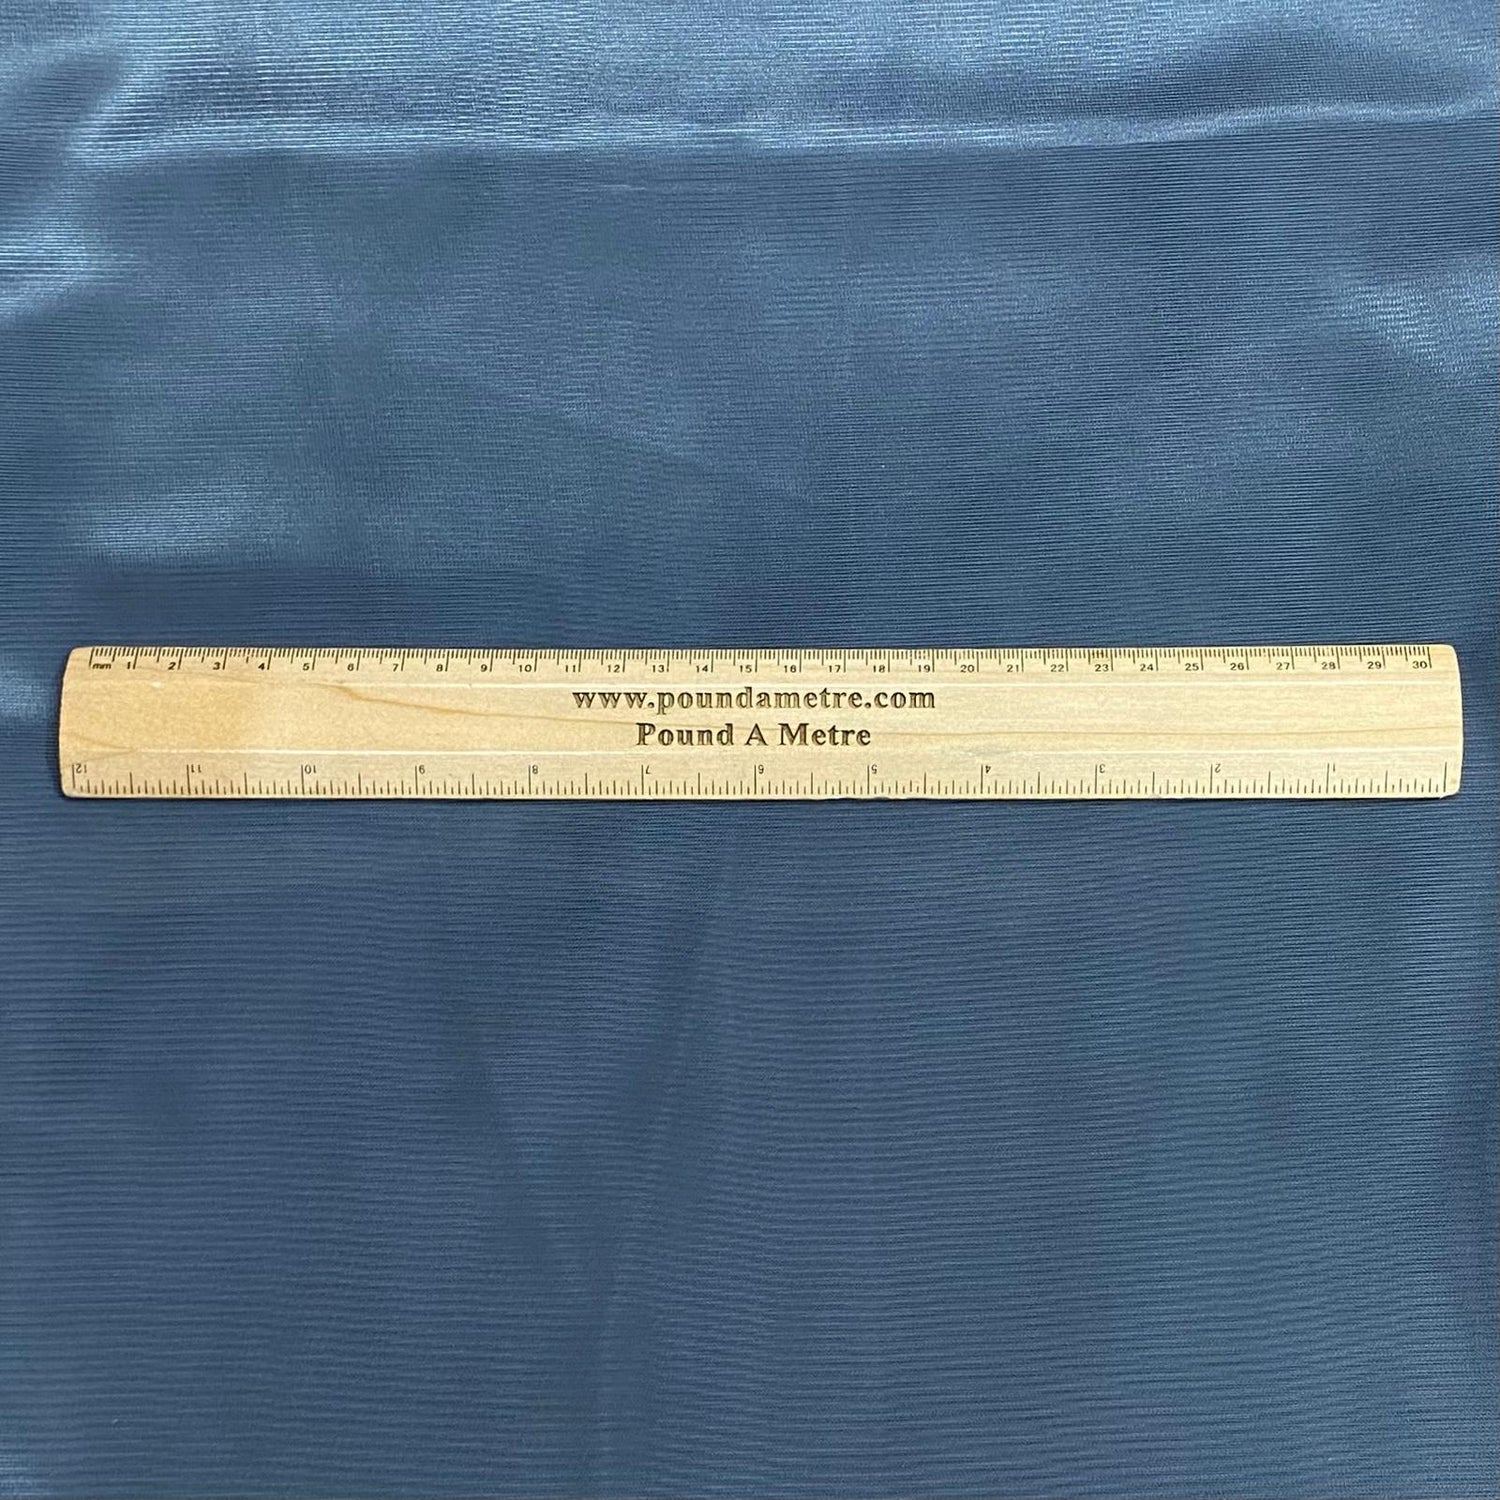 mm 1 2 3 4 5 6 7 8 9 10 11 12 13 14 15 16 17 18 19 20 21 22 23 24 25 26 27 28 29 30
www.poundametre.com
Pound A Metre
12 11 10 9 8 7 6 5 4 3 2 1